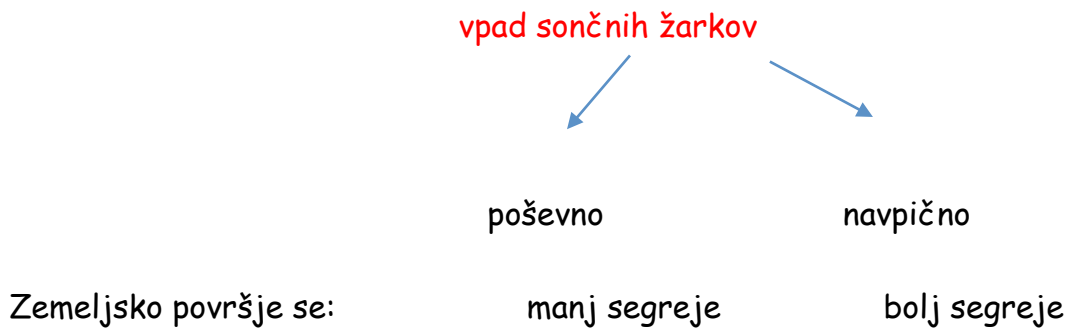 vpad sončnih žarkov
poševno navpično
Zemeljsko površje se: manj segreje bolj segreje